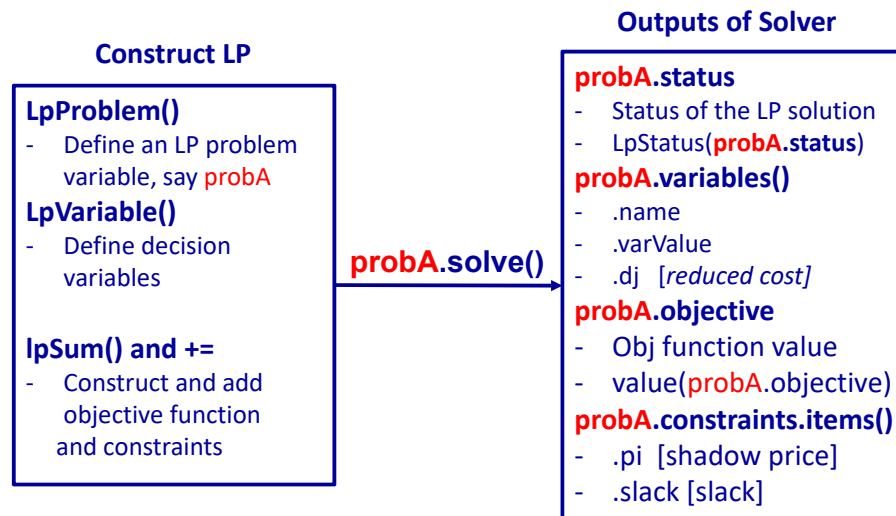 Construct LP
LpProblem()
- Define an LP problem
variable, say probA
LpVariable()
- Define decision
variables
lpSum() and +=
- Construct and add
objective function
and constraints
probA.solve()
Outputs of Solver
probA.status
- Status of the LP solution
- LpStatus(probA.status)
probA.variables()
- .name
- .varValue
- .dj [reduced cost]
probA.objective
- Obj function value
- value(probA.objective)
probA.constraints.items()
- .pi [shadow price]
- .slack [slack]